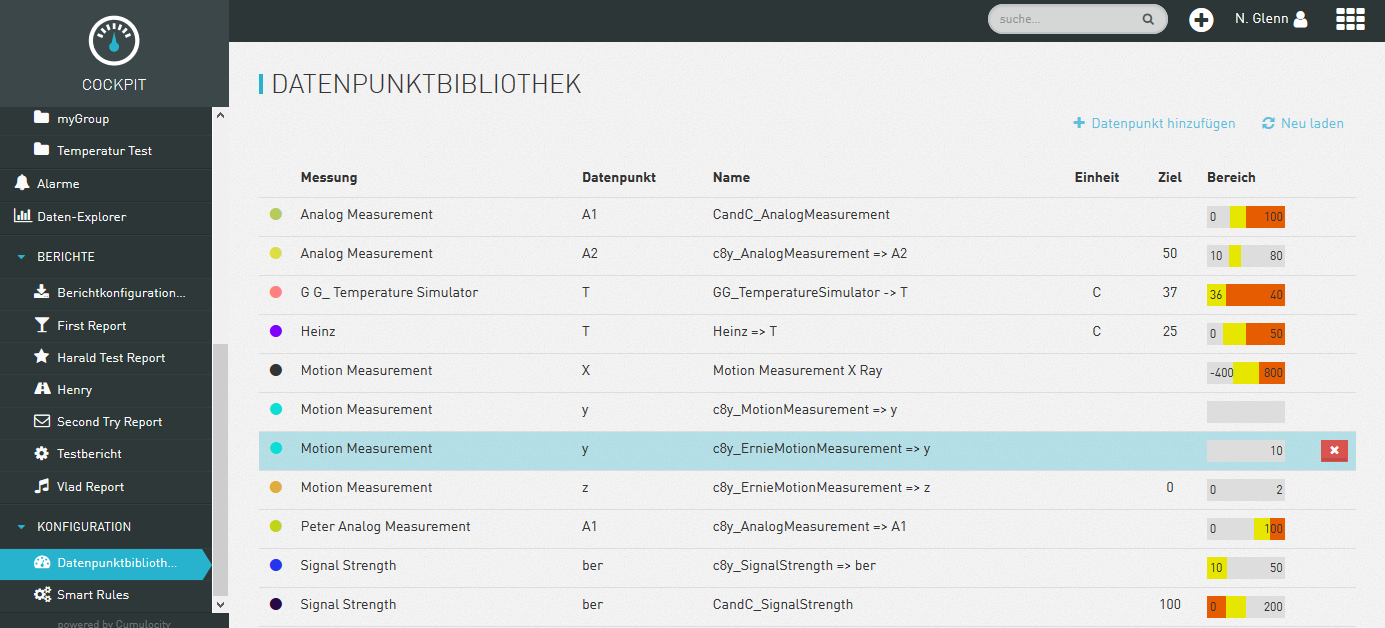 COCKPIT
suche...
N. Glenn
myGroup
Temperatur Test
Alarme
Daten-Explorer
BERICHTE
Berichtkonfiguration...
First Report
Harald Test Report
Henry
Second Try Report
Testbericht
Vlad Report
KONFIGURATION
Datenpunktbiblioth...
Smart Rules
powered by Cumulocity
DATENPUNKTBIBLIOTHEK
Datenpunkt hinzufügen Neu laden
Messung Datenpunkt Name Einheit Ziel Bereich
Analog Measurement A1 CandC_AnalogMeasurement 0 100
Analog Measurement A2 c8y_AnalogMeasurement => A2 50 10 80
G G_ Temperature Simulator T GG_TemperatureSimulator -> T C 37 36 40
Heinz T Heinz => T C 25 0 50
Motion Measurement X Motion Measurement X Ray -400 800
Motion Measurement y c8y_MotionMeasurement => y
Motion Measurement y c8y_ErnieMotionMeasurement => y 10
Motion Measurement z c8y_ErnieMotionMeasurement => z 0 0 2
Peter Analog Measurement A1 c8y_AnalogMeasurement => A1 0 100
Signal Strength ber c8y_SignalStrength => ber 10 50
Signal Strength ber CandC_SignalStrength 100 0 200